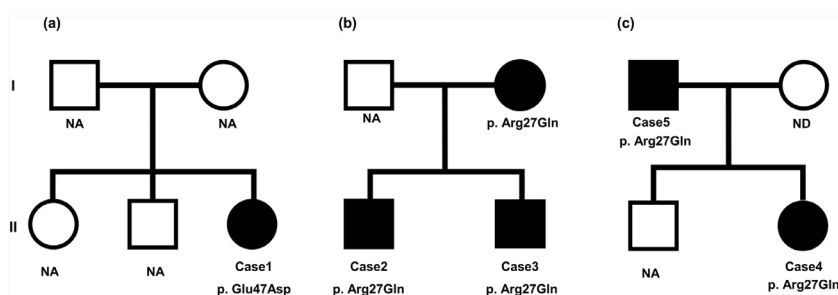 (a) (b) (c)
I
NA NA NA p. Arg27Gln Case5 ND
p. Arg27Gln
II
NA NA Case1 Case2 Case3 NA Case4
p. Glu47Asp p. Arg27Gln p. Arg27Gln p. Arg27Gln